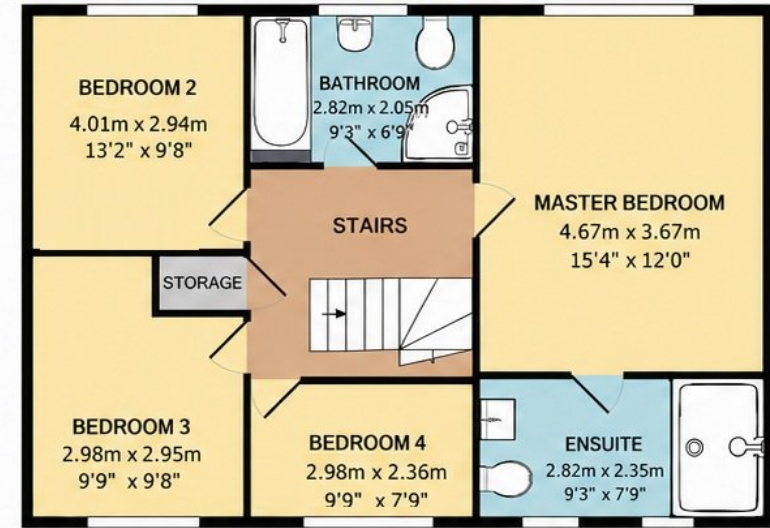 BEDROOM 2
4.01m x 2.94m
13'2" x 9'8"
BATHROOM
2.82m x 2.05m
9'3" x 6'9"
MASTER BEDROOM
4.67m x 3.67m
15'4" x 12'0"
STAIRS
STORAGE
BEDROOM 3
2.98m x 2.95m
9'9" x 9'8"
BEDROOM 4
2.98m x 2.36m
9'9" x 7'9"
ENSUITE
2.82m x 2.35m
9'3" x 7'9"